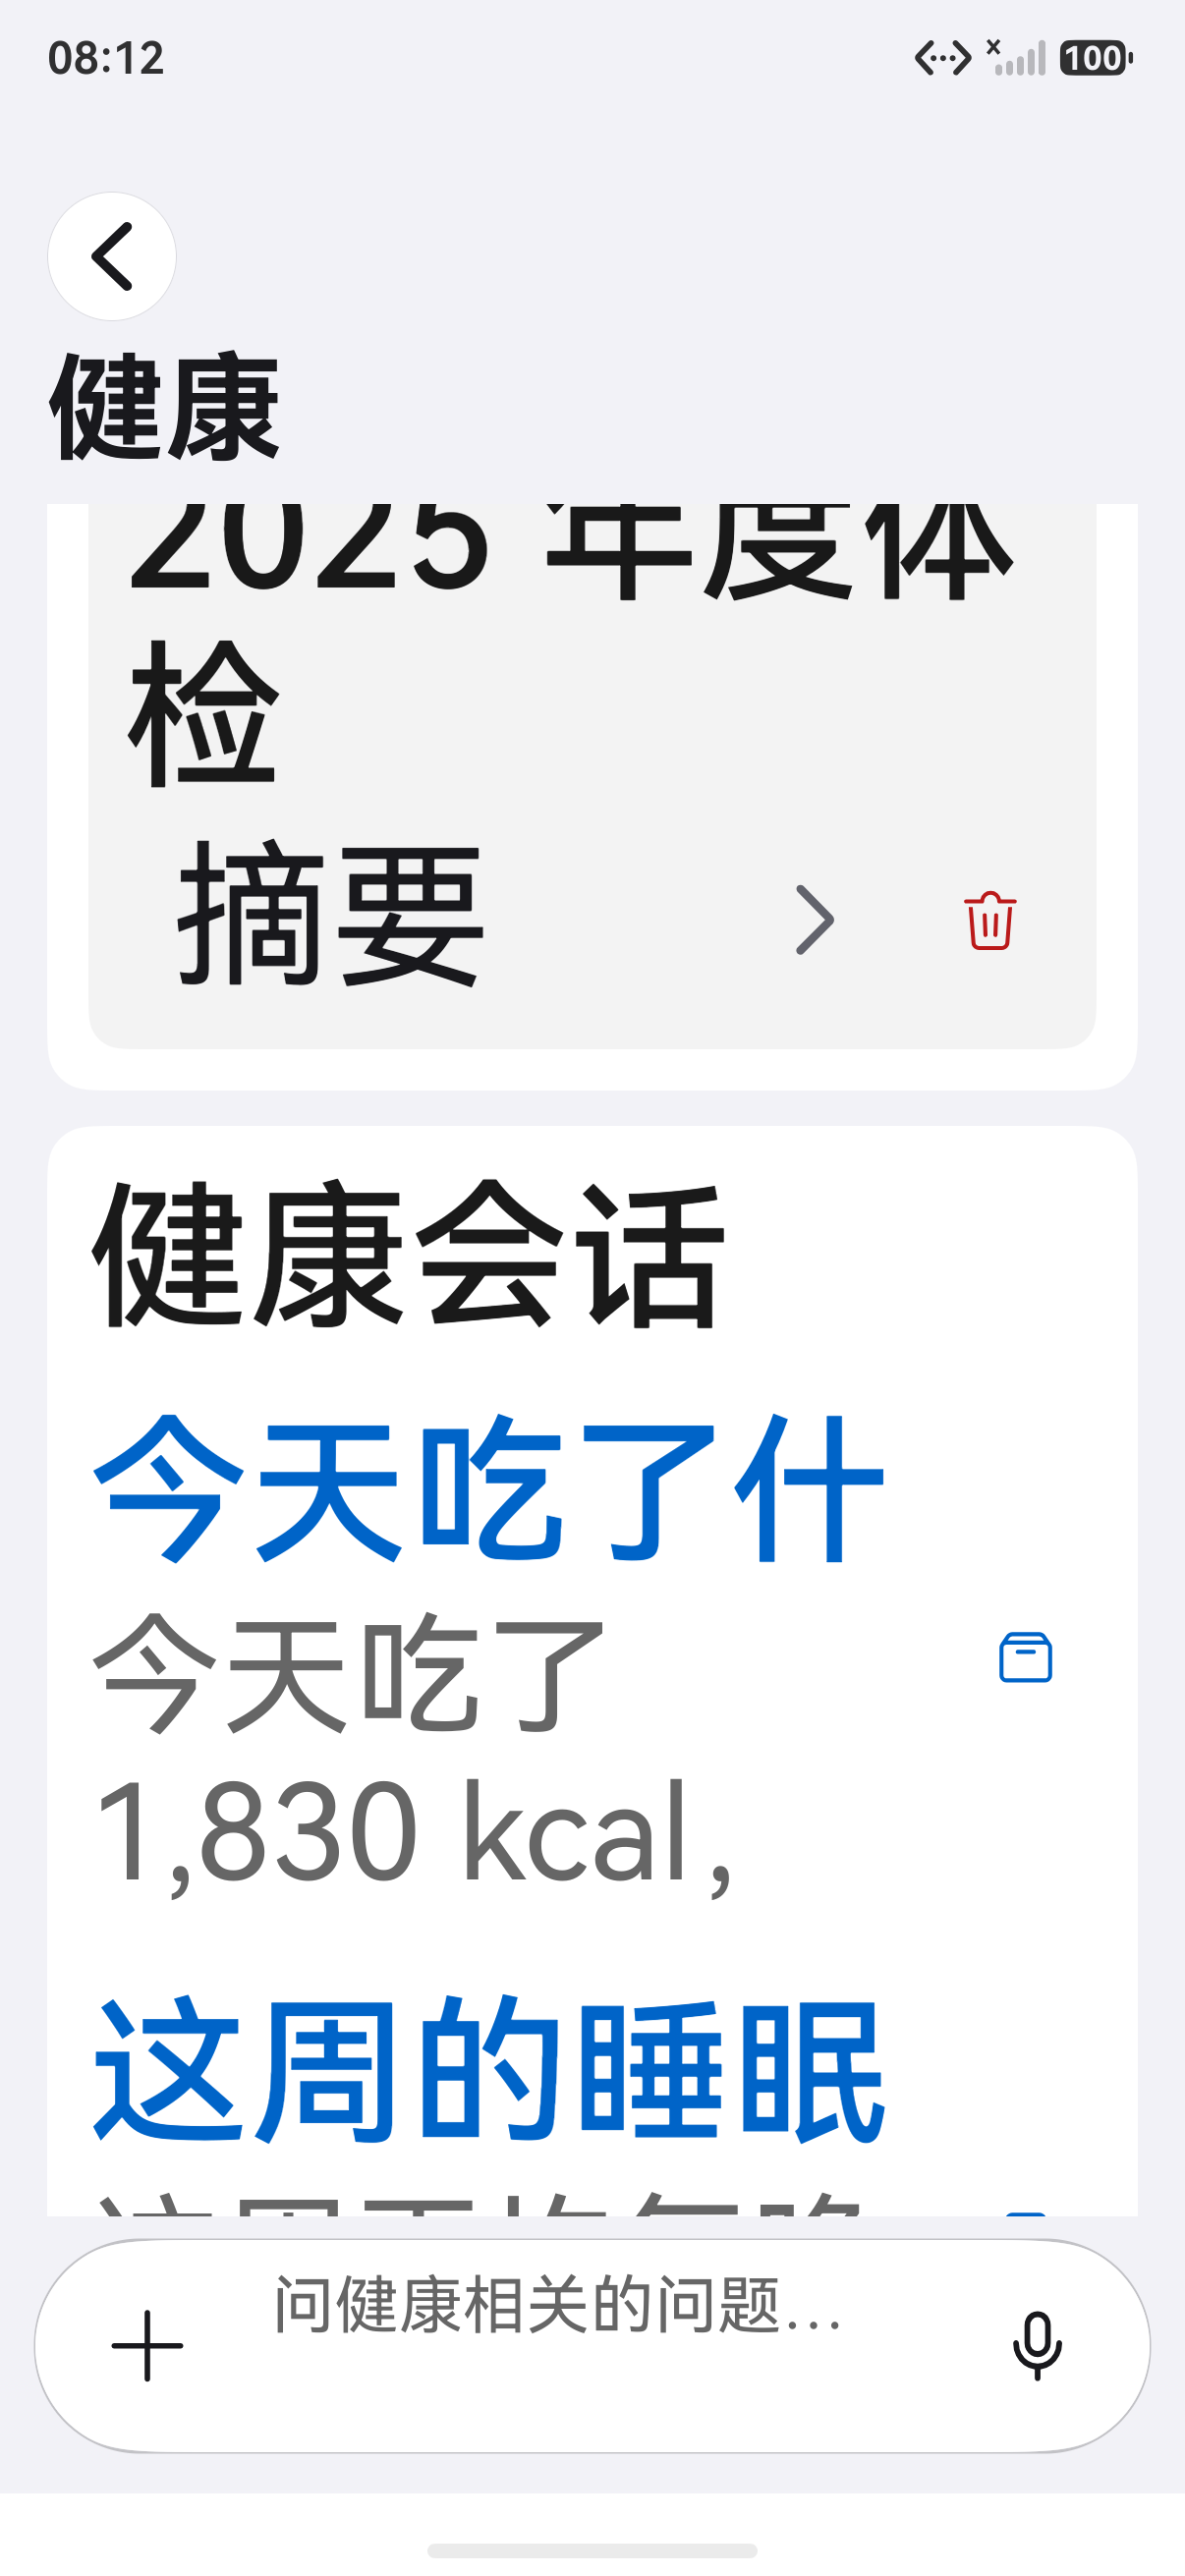 08:12
100
健康
2025 年度体
检
摘要
健康会话
今天吃了什
今天吃了
1,830 kcal，
这周的睡眠
问健康相关的问题…